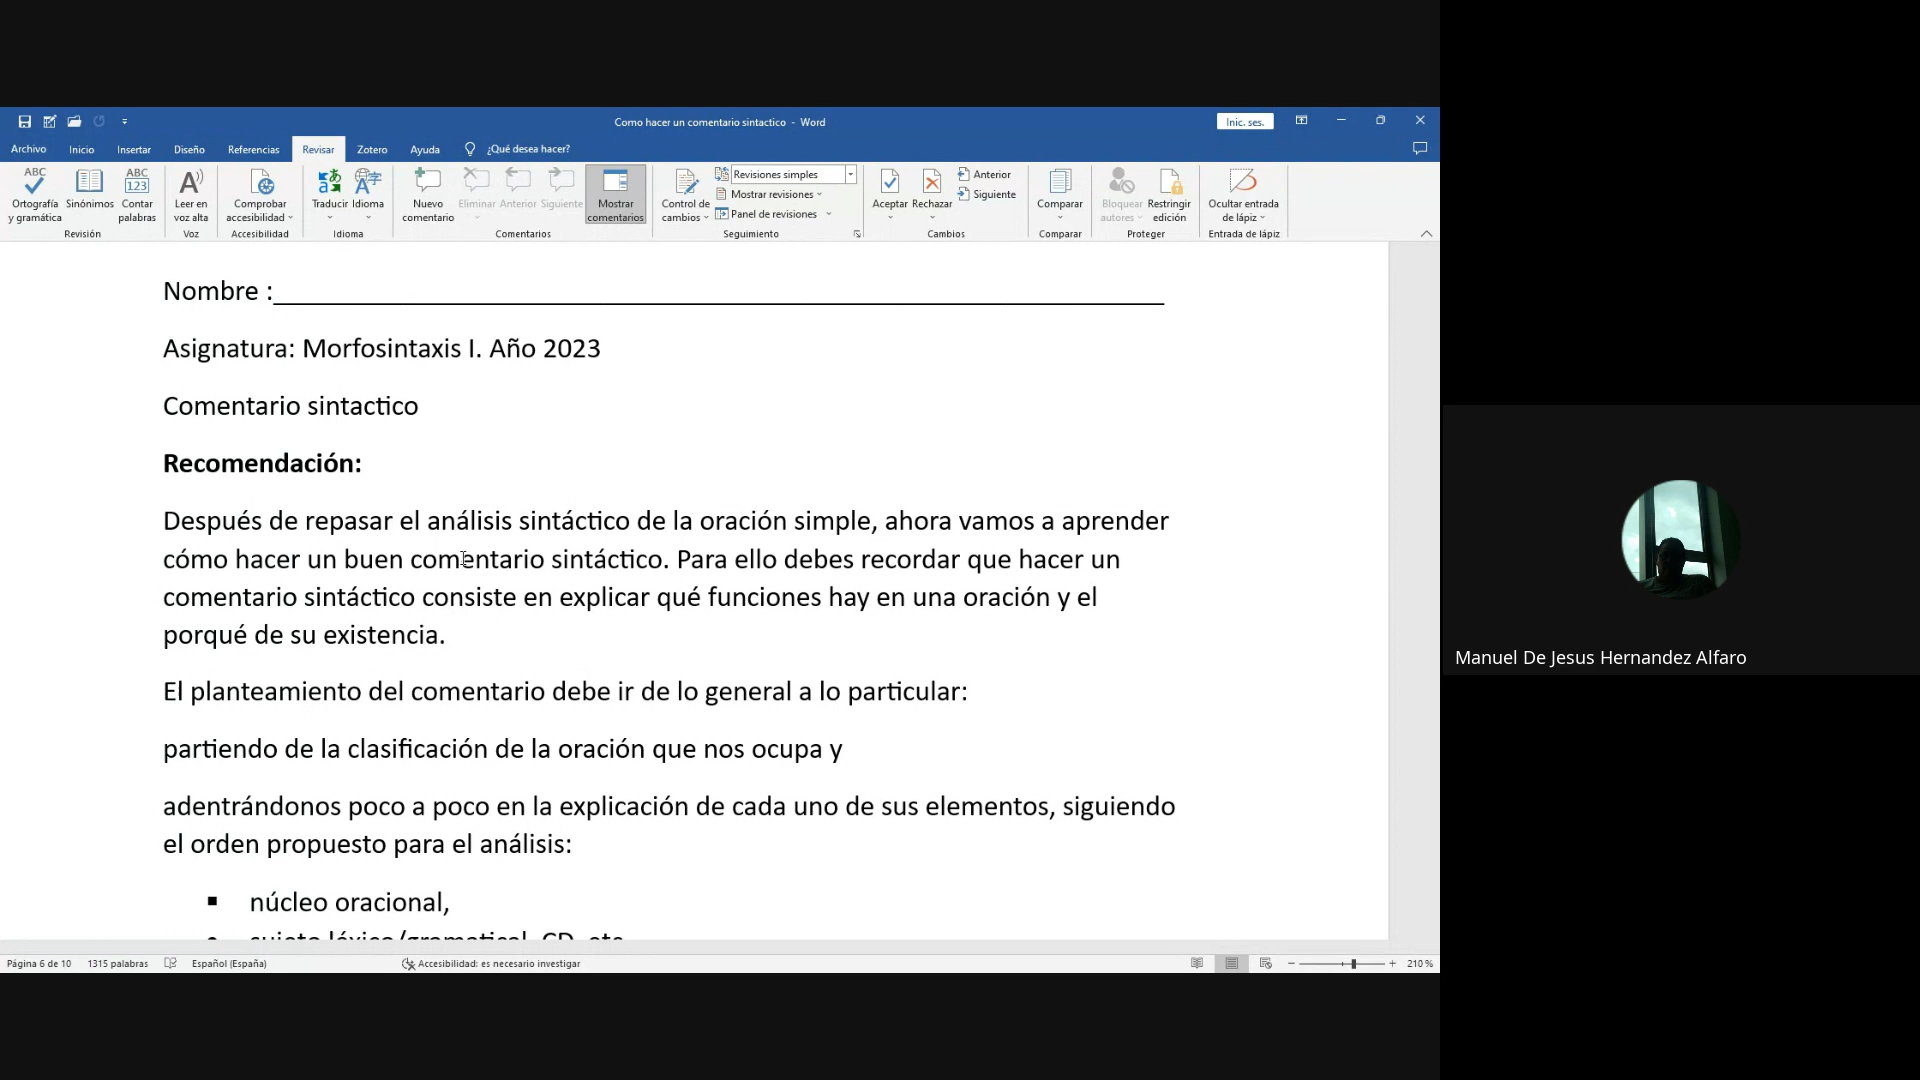 Como hacer un comentario sintactico - Word
Inic. ses.
Archivo Inicio Insertar Diseño Referencias Revisar Zotero Ayuda ¿Qué desea hacer?
ABC Ortografía y gramática
Sinónimos
ABC 123 Contar palabras
Revisión
Leer en voz alta
Voz
Comprobar accesibilidad
Accesibilidad
Traducir
Idioma
Idioma
Nuevo comentario
Eliminar
Anterior
Siguiente
Mostrar comentarios
Comentarios
Control de cambios
Revisiones simples
Mostrar revisiones
Panel de revisiones
Seguimiento
Aceptar
Rechazar
Anterior
Siguiente
Cambios
Comparar
Comparar
Bloquear autores
Restringir edición
Proteger
Ocultar entrada de lápiz
Entrada de lápiz
Nombre :____________________
Asignatura: Morfosintaxis I. Año 2023
Comentario sintactico
Recomendación:
Después de repasar el análisis sintáctico de la oración simple, ahora vamos a aprender
cómo hacer un buen comentario sintáctico. Para ello debes recordar que hacer un
comentario sintáctico consiste en explicar qué funciones hay en una oración y el
porqué de su existencia.
El planteamiento del comentario debe ir de lo general a lo particular:
partiendo de la clasificación de la oración que nos ocupa y
adentrándonos poco a poco en la explicación de cada uno de sus elementos, siguiendo
el orden propuesto para el análisis:
▪ núcleo oracional,
• sujeto léxico/gramatical, CD, etc
Página 6 de 10 1315 palabras Español (España) Accesibilidad: es necesario investigar 210 %
Manuel De Jesus Hernandez Alfaro